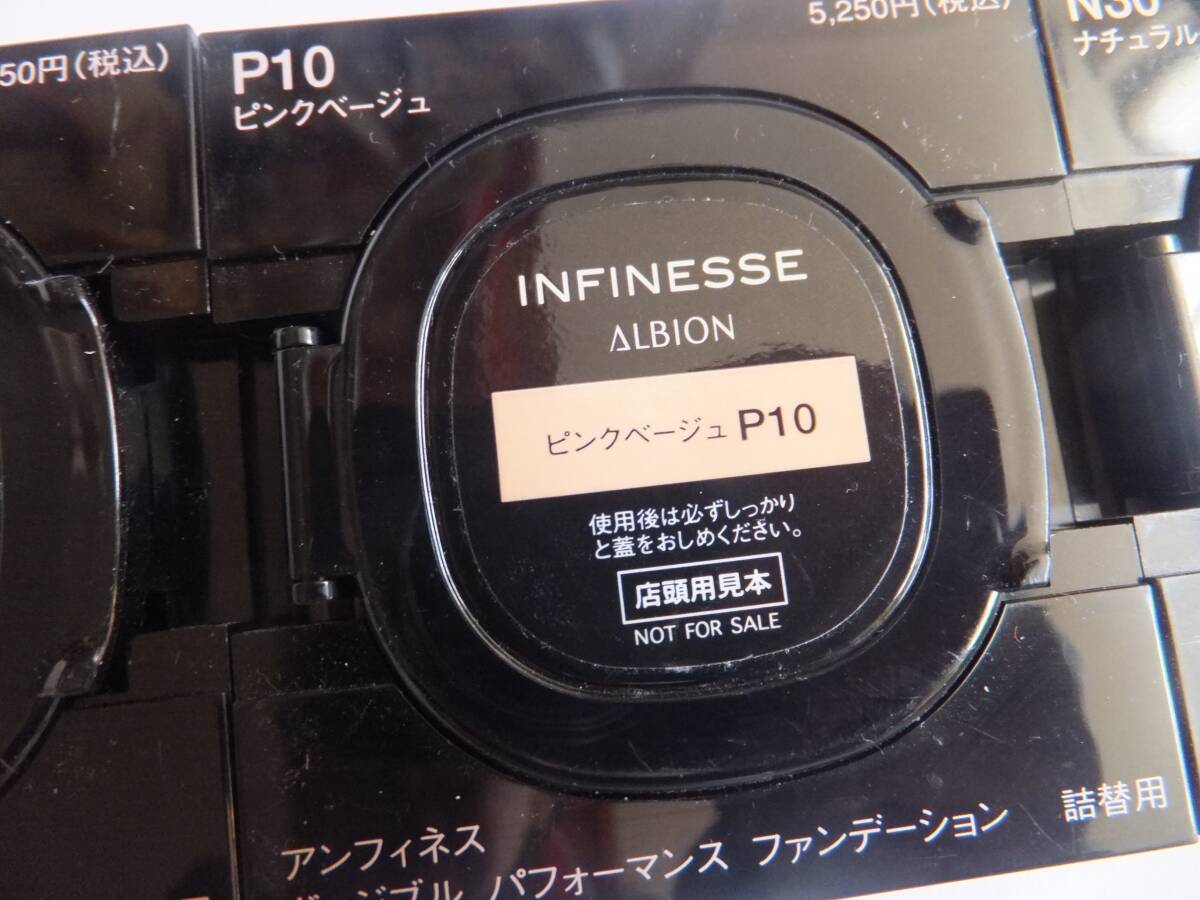 50円(税込)
P10
ピンクベージュ
5,250円(税込)
N30
ナチュラル
INFINESSE
ALBION
ピンクベージュ P10
使用後は必ずしっかり
と蓋をおしめください。
店頭用見本
NOT FOR SALE
アンフィネス
パフォーマンス ファンデーション 詰替用